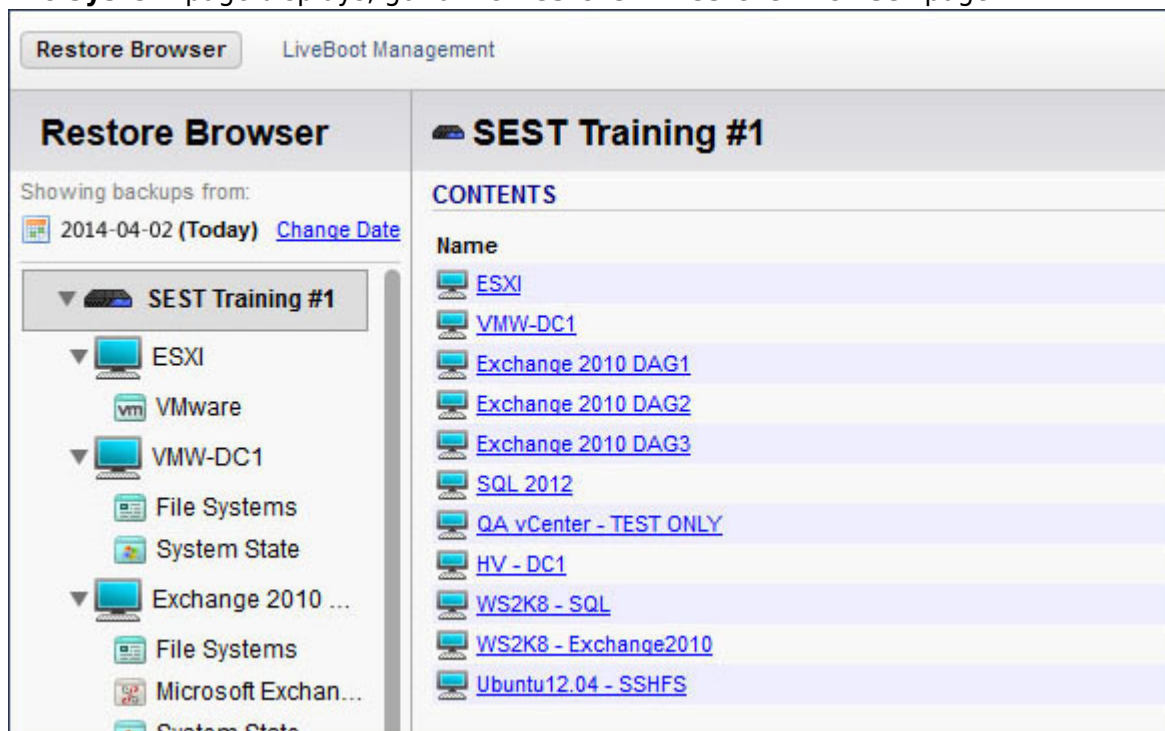 Restore Browser LiveBoot Management
Restore Browser
Showing backups from:
2014-04-02 (Today) Change Date
SEST Training #1
ESXI
vm VMware
VMW-DC1
File Systems
System State
Exchange 2010 ...
File Systems
Microsoft Exchan...
System State
SEST Training #1
CONTENTS
Name
ESXI
VMW-DC1
Exchange 2010 DAG1
Exchange 2010 DAG2
Exchange 2010 DAG3
SQL 2012
QA vCenter - TEST ONLY
HV - DC1
WS2K8 - SQL
WS2K8 - Exchange2010
Ubuntu12.04 - SSHFS